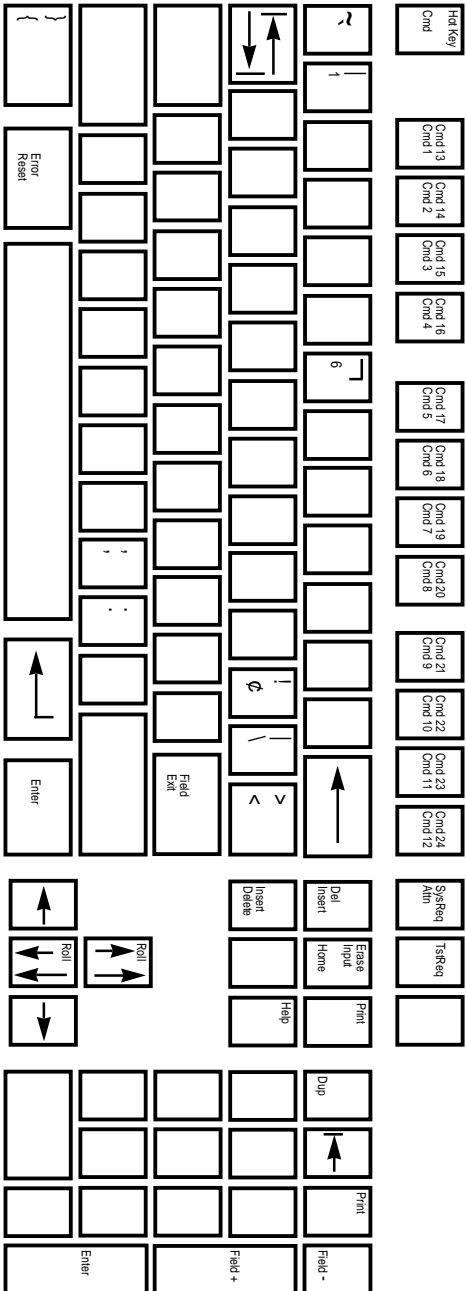 Hot Key
Cmd
Cmd 13
Cmd 1
Cmd 14
Cmd 2
Cmd 15
Cmd 3
Cmd 16
Cmd 4
Cmd 17
Cmd 5
Cmd 18
Cmd 6
Cmd 19
Cmd 7
Cmd 20
Cmd 8
Cmd 21
Cmd 9
Cmd 22
Cmd 10
Cmd 23
Cmd 11
Cmd 24
Cmd 12
SysReq
Attn
TstReq
~
`
|
1
¬
6
Del
Insert
Erase
Input
Home
Print
Dup
Print
Field -
!
¢
|
\
>
<
Insert
Delete
Help
Field
Exit
Field +
,
,
.
Roll
}
{
Error
Reset
Enter
Roll
Enter